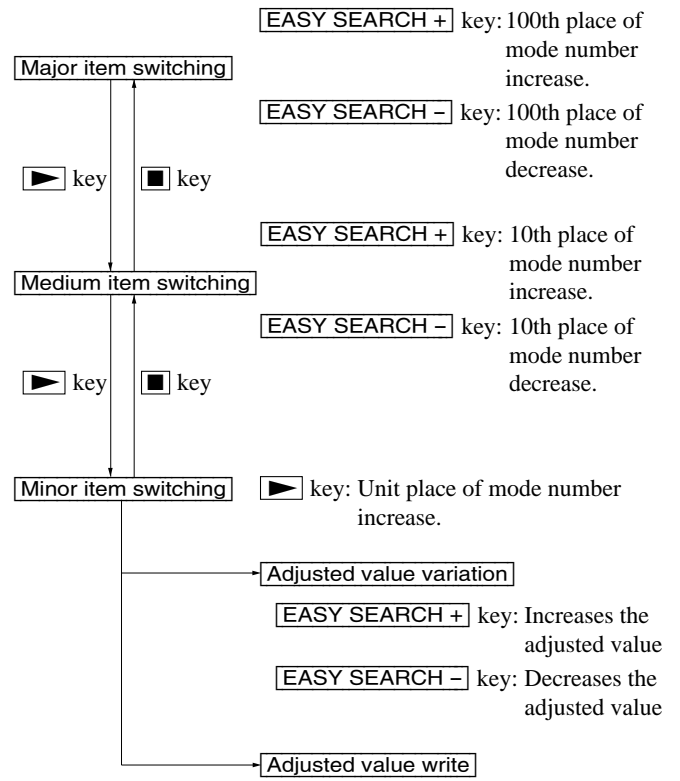 EASY SEARCH + key: 100th place of
mode number
increase.
Major item switching
EASY SEARCH – key: 100th place of
mode number
decrease.
key
key
EASY SEARCH + key: 10th place of
mode number
increase.
Medium item switching
EASY SEARCH – key: 10th place of
mode number
decrease.
key
key
Minor item switching
key: Unit place of mode number
increase.
Adjusted value variation
EASY SEARCH + key: Increases the
adjusted value
EASY SEARCH – key: Decreases the
adjusted value
Adjusted value write